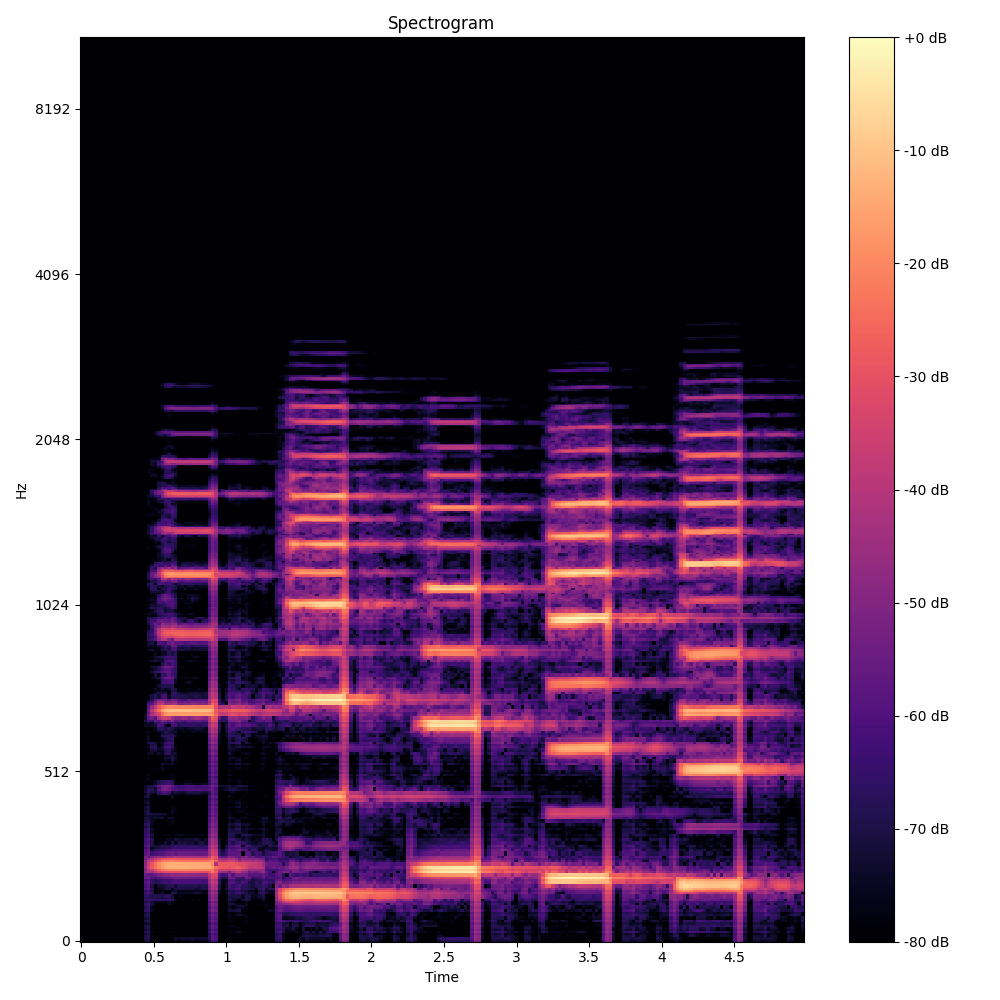 Spectrogram
Hz
8192
4096
2048
1024
512
0
0 0.5 1 1.5 2 2.5 3 3.5 4 4.5
Time
+0 dB
-10 dB
-20 dB
-30 dB
-40 dB
-50 dB
-60 dB
-70 dB
-80 dB